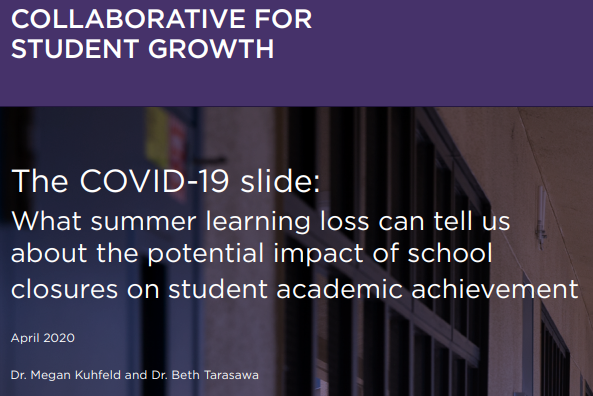 COLLABORATIVE FOR
STUDENT GROWTH
The COVID-19 slide:
What summer learning loss can tell us
about the potential impact of school
closures on student academic achievement
April 2020
Dr. Megan Kuhfeld and Dr. Beth Tarasawa